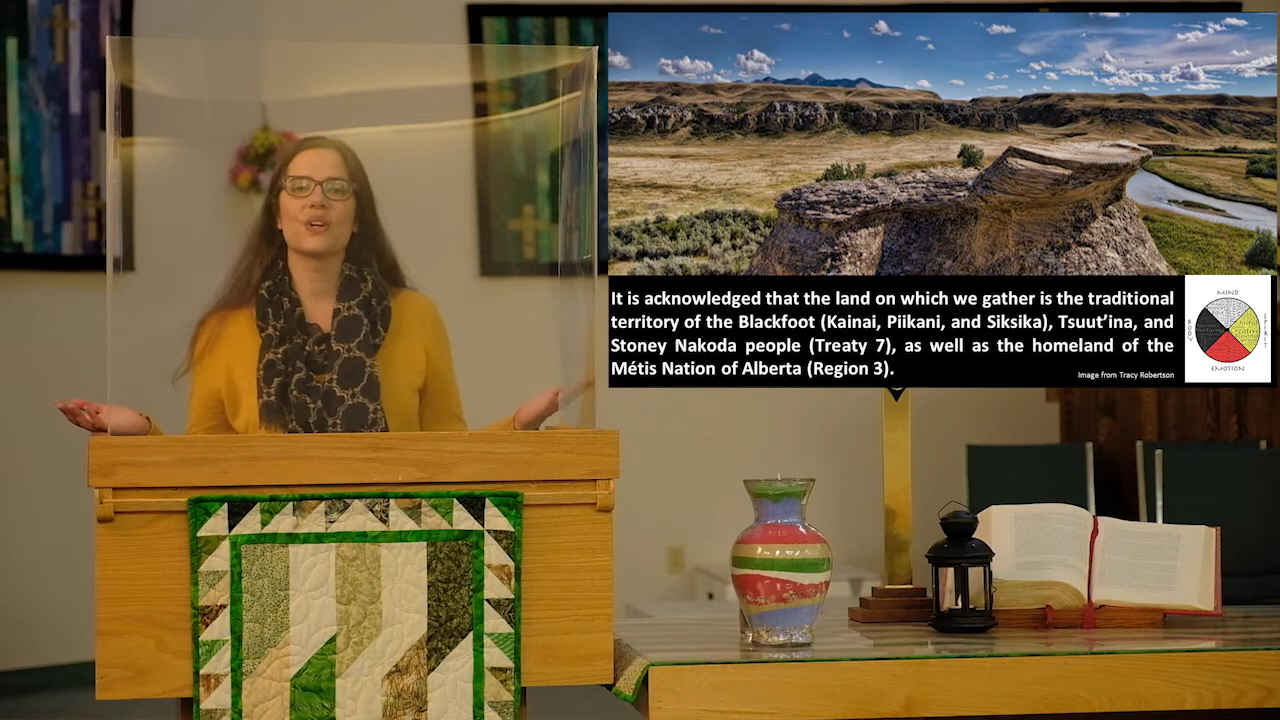 It is acknowledged that the land on which we gather is the traditional
territory of the Blackfoot (Kainai, Piikani, and Siksika), Tsuut’ina, and
Stoney Nakoda people (Treaty 7), as well as the homeland of the
Métis Nation of Alberta (Region 3).
Image from Tracy Robertson
MIND
BODY
SPIRIT
EMOTION